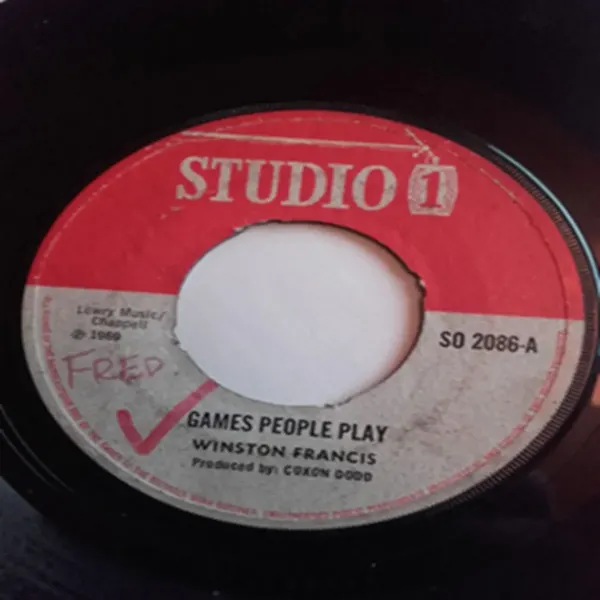 STUDIO 1
Lowry Music/
Chappell
℗ 1969
SO 2086-A
FRED
GAMES PEOPLE PLAY
WINSTON FRANCIS
Produced by: COXON DODD